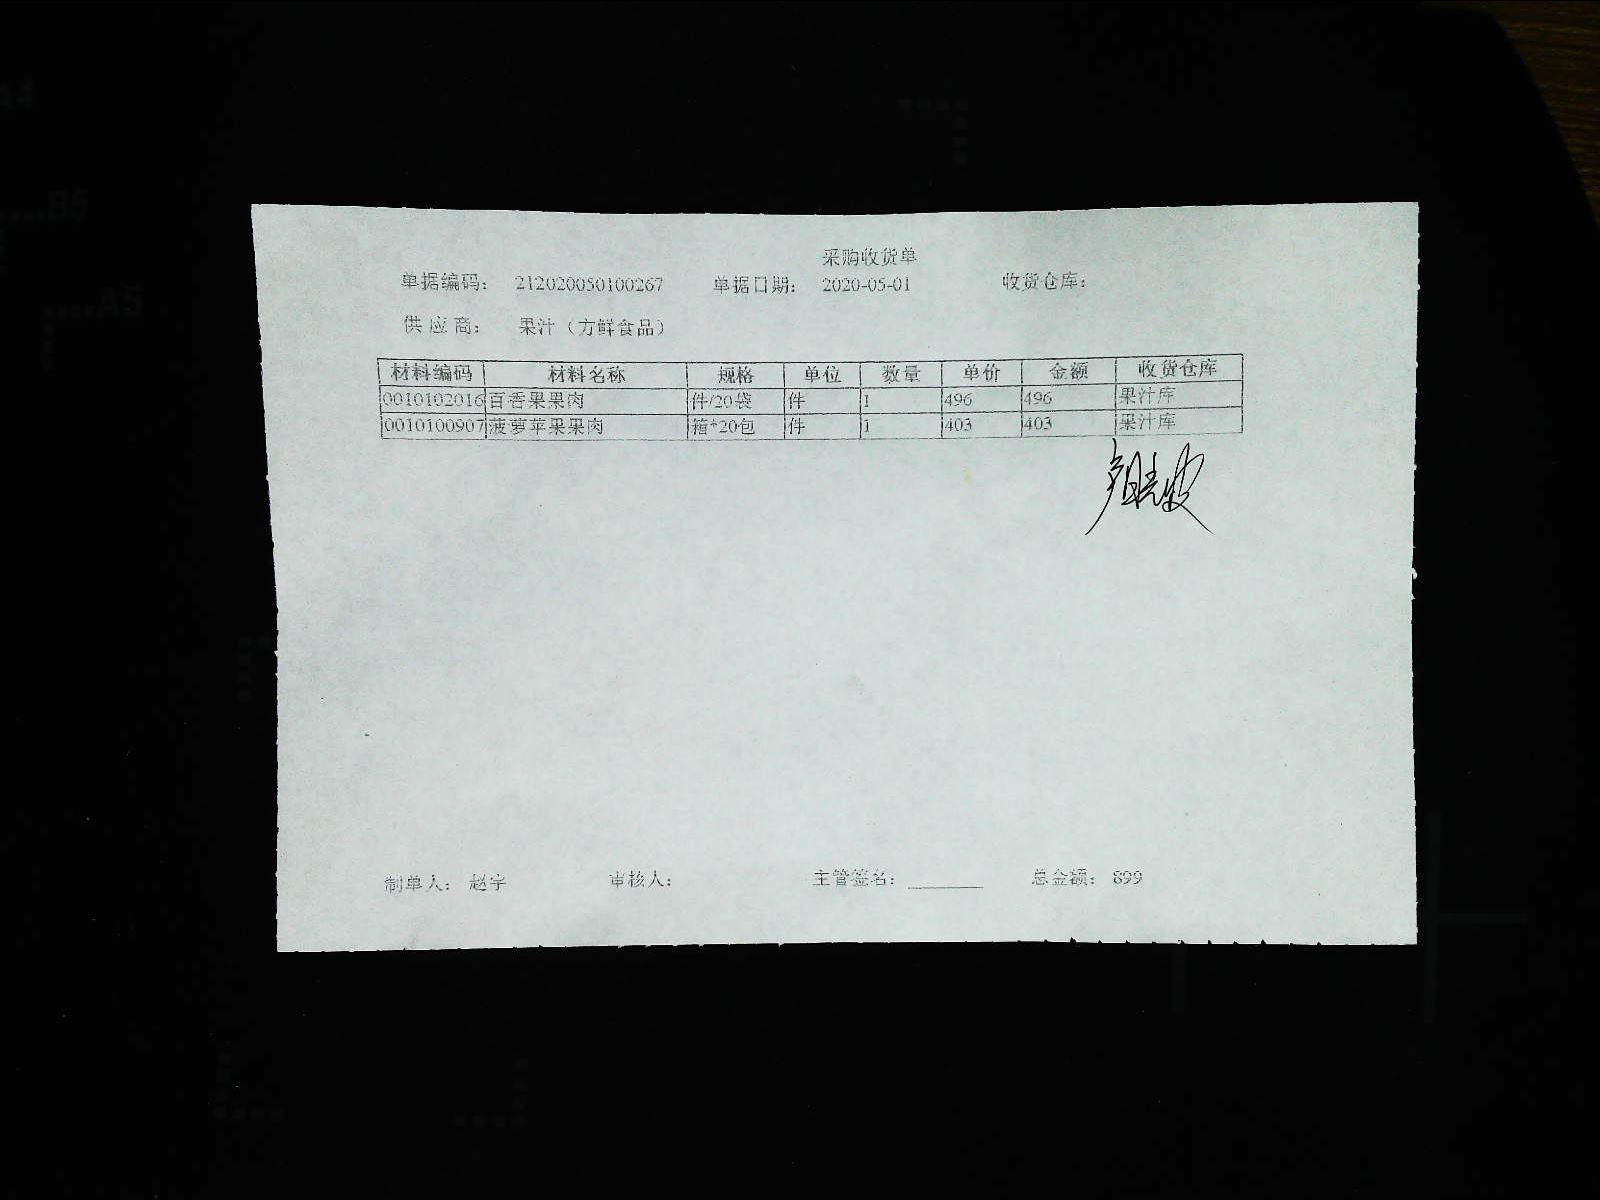 A4
B5
A5
采购收货单
单据编码： 212020050100267 单据日期： 2020-05-01 收货仓库：
供应商： 果汁（方鲜食品）
材料编码 材料名称 规格 单位 数量 单价 金额 收货仓库
0010102016 百香果果肉 件/20袋 件 1 496 496 果汁库
0010100907 菠萝苹果果肉 箱*20包 件 1 403 403 果汁库
制单人： 赵宇 审核人： 主管签名： 总金额： 899